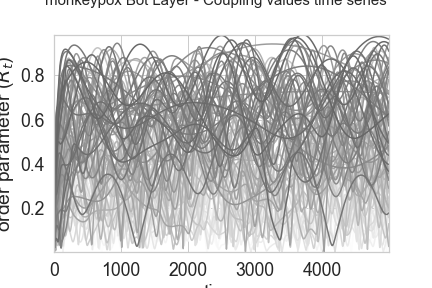 monkeypox Bot Layer - Coupling values time series
order parameter (R_t)
0.8
0.6
0.4
0.2
0 1000 2000 3000 4000